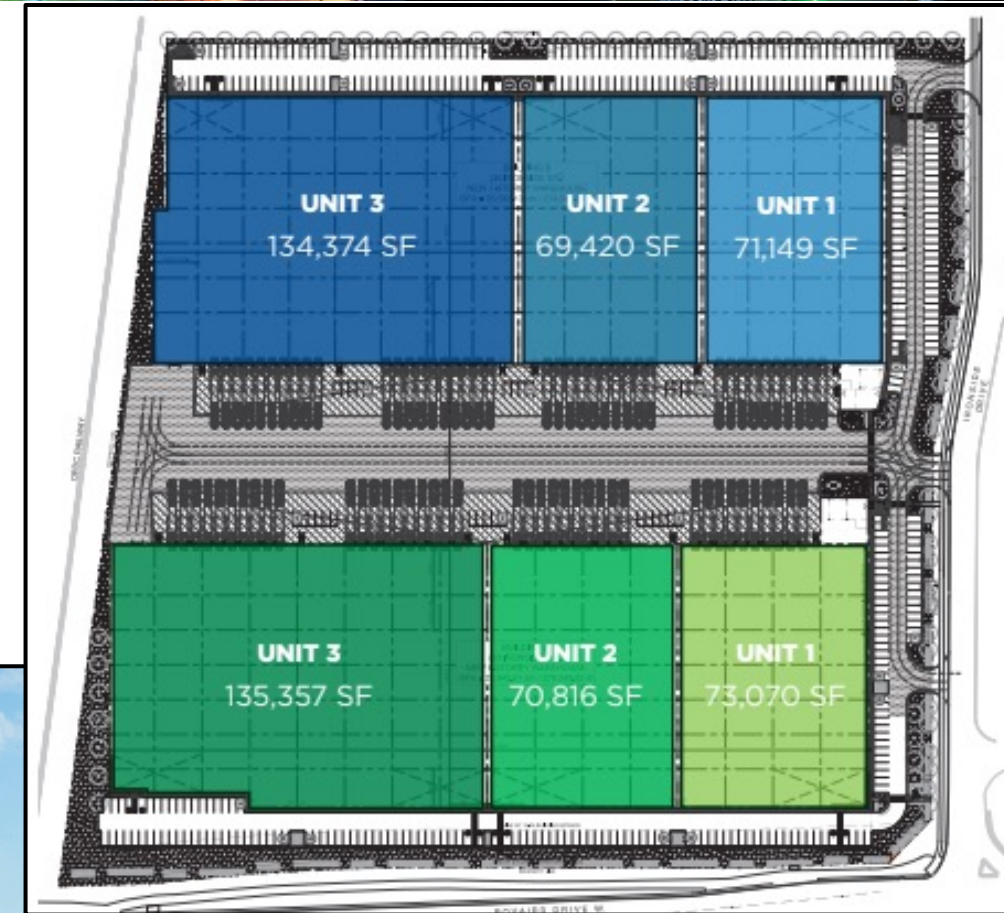 UNIT 3
134,374 SF
UNIT 2
69,420 SF
UNIT 1
71,149 SF
UNIT 3
135,357 SF
UNIT 2
70,816 SF
UNIT 1
73,070 SF